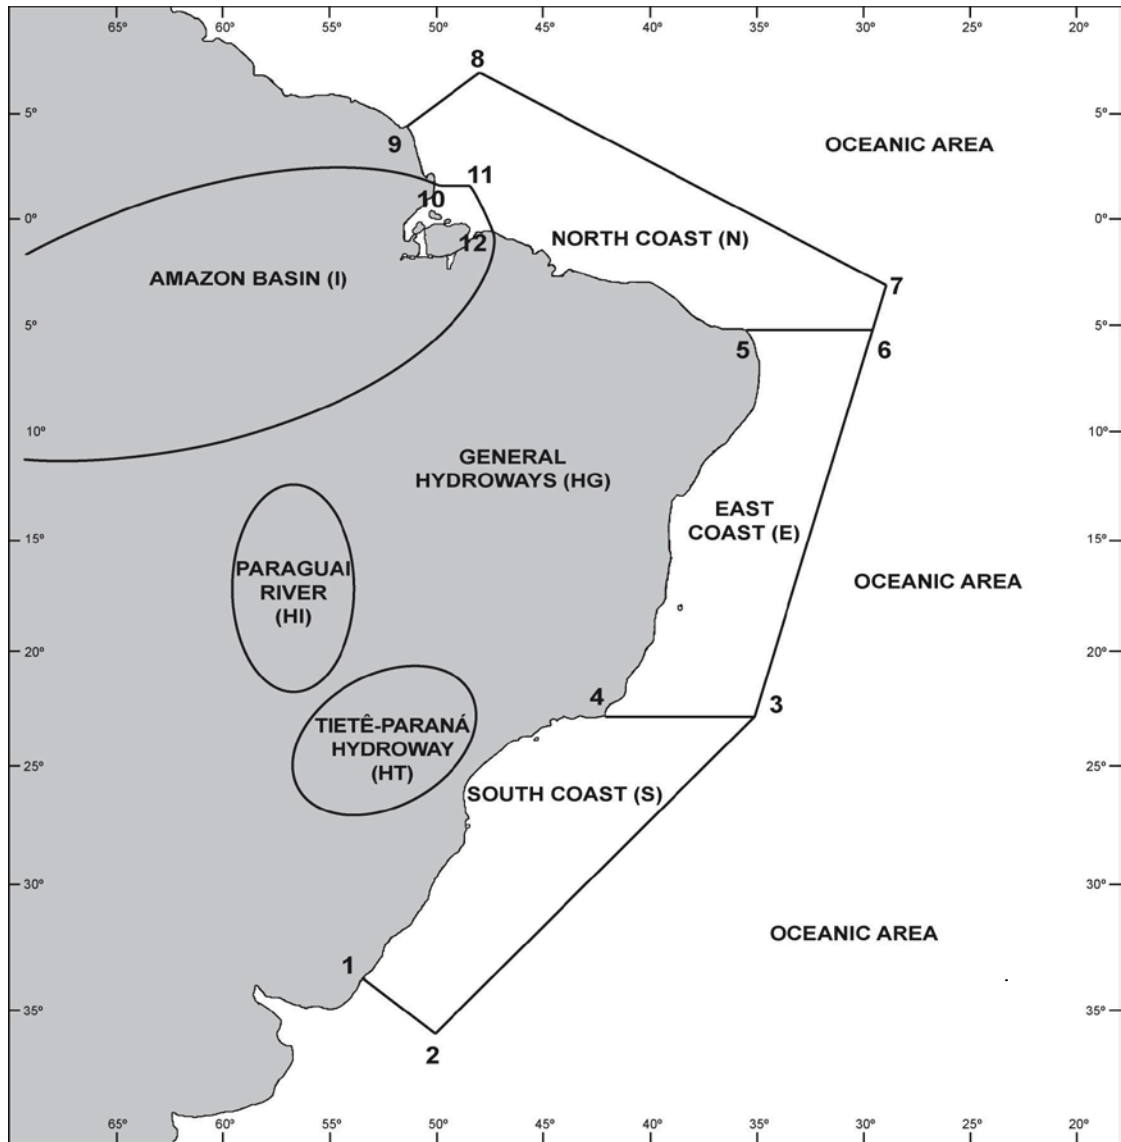 65º 60º 55º 50º 45º 40º 35º 30º 25º 20º
8
5º 5º
9
OCEANIC AREA
11
10
0º 0º
12
NORTH COAST (N)
AMAZON BASIN (I)
7
5º 5º
5 6
10º 10º
GENERAL
HYDROWAYS (HG)
EAST
COAST (E)
15º 15º
PARAGUAI
RIVER
(HI)
OCEANIC AREA
20º 20º
4 3
TIETÊ-PARANÁ
HYDROWAY
(HT)
25º 25º
SOUTH COAST (S)
30º 30º
OCEANIC AREA
1
35º 35º
2
65º 60º 55º 50º 45º 40º 35º 30º 25º 20º